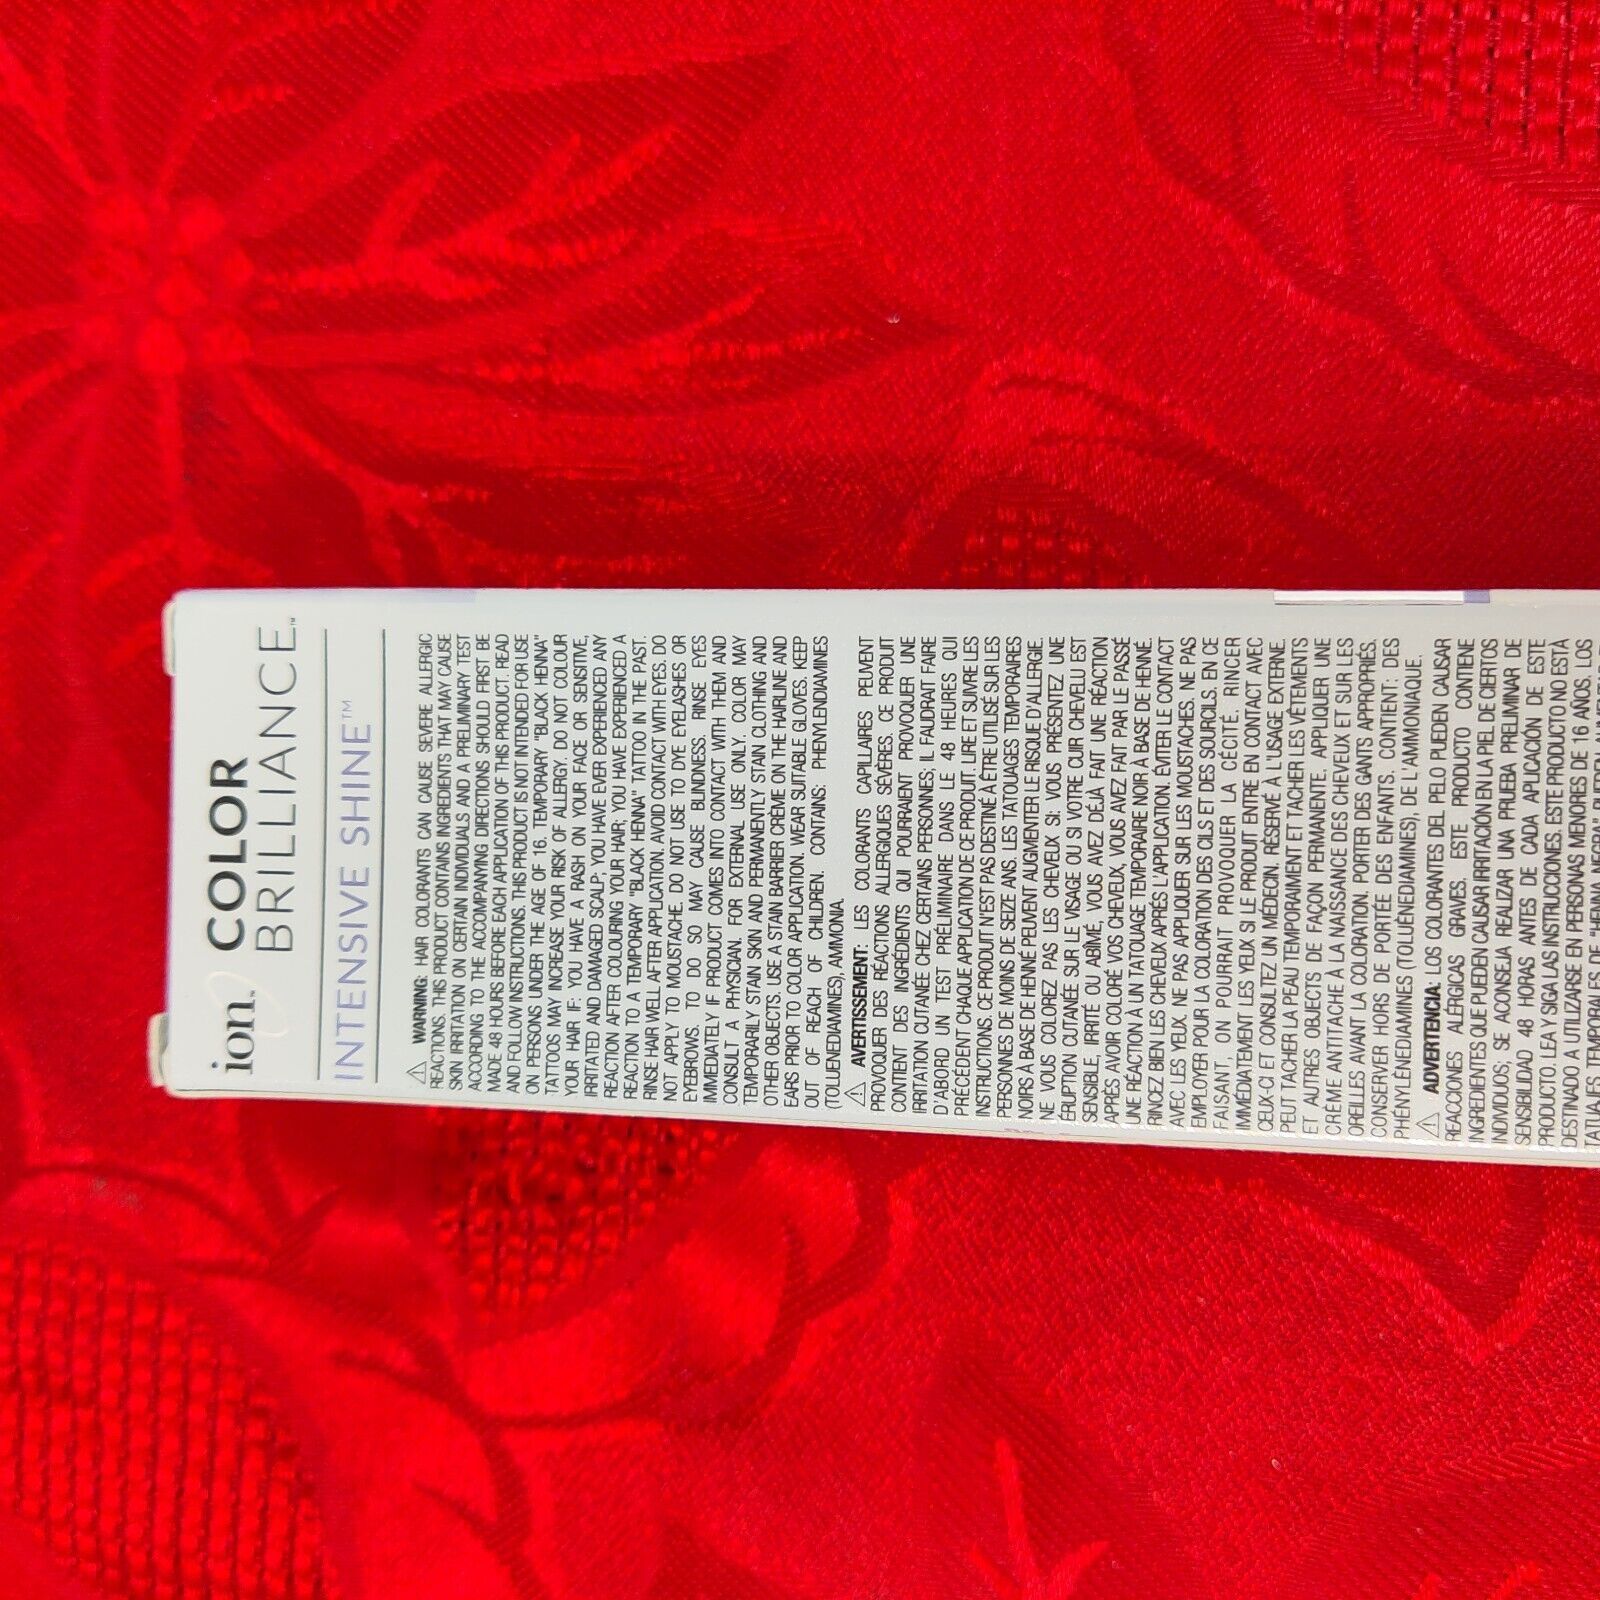 ion™ COLOR
BRILLIANCE™
INTENSIVE SHINE™
⚠ WARNING: HAIR COLORANTS CAN CAUSE SEVERE ALLERGIC
REACTIONS. THIS PRODUCT CONTAINS INGREDIENTS THAT MAY CAUSE
SKIN IRRITATION ON CERTAIN INDIVIDUALS AND A PRELIMINARY TEST
ACCORDING TO THE ACCOMPANYING DIRECTIONS SHOULD FIRST BE
MADE 48 HOURS BEFORE EACH APPLICATION OF THIS PRODUCT. READ
AND FOLLOW INSTRUCTIONS. THIS PRODUCT IS NOT INTENDED FOR USE
ON PERSONS UNDER THE AGE OF 16. TEMPORARY "BLACK HENNA"
TATTOOS MAY INCREASE YOUR RISK OF ALLERGY. DO NOT COLOUR
YOUR HAIR IF: YOU HAVE A RASH ON YOUR FACE OR SENSITIVE,
IRRITATED AND DAMAGED SCALP; YOU HAVE EVER EXPERIENCED ANY
REACTION AFTER COLOURING YOUR HAIR; YOU HAVE EXPERIENCED A
REACTION TO A TEMPORARY "BLACK HENNA" TATTOO IN THE PAST.
RINSE HAIR WELL AFTER APPLICATION. AVOID CONTACT WITH EYES. DO
NOT APPLY TO MOUSTACHE. DO NOT USE TO DYE EYELASHES OR
EYEBROWS. TO DO SO MAY CAUSE BLINDNESS. RINSE EYES
IMMEDIATELY IF PRODUCT COMES INTO CONTACT WITH THEM AND
CONSULT A PHYSICIAN. FOR EXTERNAL USE ONLY. COLOR MAY
TEMPORARILY STAIN SKIN AND PERMANENTLY STAIN CLOTHING AND
OTHER OBJECTS. USE A STAIN BARRIER CRÈME ON THE HAIRLINE AND
EARS PRIOR TO COLOR APPLICATION. WEAR SUITABLE GLOVES. KEEP
OUT OF REACH OF CHILDREN. CONTAINS: PHENYLENDIAMINES
(TOLUENEDIAMINES), AMMONIA.
⚠ AVERTISSEMENT: LES COLORANTS CAPILLAIRES PEUVENT
PROVOQUER DES RÉACTIONS ALLERGIQUES SÉVÈRES. CE PRODUIT
CONTIENT DES INGRÉDIENTS QUI POURRAIENT PROVOQUER UNE
IRRITATION CUTANÉE CHEZ CERTAINS PERSONNES; IL FAUDRAIT FAIRE
D'ABORD UN TEST PRÉLIMINAIRE DANS LE 48 HEURES QUI
PRÉCÈDENT CHAQUE APPLICATION DE CE PRODUIT. LIRE ET SUIVRE LES
INSTRUCTIONS. CE PRODUIT N'EST PAS DESTINÉ À ÊTRE UTILISÉ SUR LES
PERSONNES DE MOINS DE SEIZE ANS. LES TATOUAGES TEMPORAIRES
NOIRS À BASE DE HENNÉ PEUVENT AUGMENTER LE RISQUE D'ALLERGIE.
NE VOUS COLOREZ PAS LES CHEVEUX SI: VOUS PRÉSENTEZ UNE
ÉRUPTION CUTANÉE SUR LE VISAGE OU SI VOTRE CUIR CHEVELU EST
SENSIBLE, IRRITÉ OU ABÎMÉ, VOUS AVEZ DÉJÀ FAIT UNE RÉACTION
APRÈS AVOIR COLORÉ VOS CHEVEUX, VOUS AVEZ FAIT PAR LE PASSÉ
UNE RÉACTION À UN TATOUAGE TEMPORAIRE NOIR À BASE DE HENNÉ.
RINCEZ BIEN LES CHEVEUX APRÈS L'APPLICATION. ÉVITER LE CONTACT
AVEC LES YEUX. NE PAS APPLIQUER SUR LES MOUSTACHES. NE PAS
EMPLOYER POUR LA COLORATION DES CILS ET DES SOURCILS. EN CE
FAISANT, ON POURRAIT PROVOQUER LA CÉCITÉ. RINCER
IMMÉDIATEMENT LES YEUX SI LE PRODUIT ENTRE EN CONTACT AVEC
CEUX-CI ET CONSULTEZ UN MÉDECIN. RÉSERVÉ À L'USAGE EXTERNE.
PEUT TACHER LA PEAU TEMPORAIMENT ET TACHER LES VÊTEMENTS
ET AUTRES OBJECTS DE FAÇON PERMANENTE. APPLIQUER UNE
CRÈME ANTITACHE À LA NAISSANCE DES CHEVEUX ET SUR LES
OREILLES AVANT LA COLORATION. PORTER DES GANTS APPROPRIÉS.
CONSERVER HORS DE PORTÉE DES ENFANTS. CONTIENT: DES
PHÉNYLÈNEDIAMINES (TOLUÈNEDIAMINES), DE L'AMMONIAQUE.
⚠ ADVERTENCIA: LOS COLORANTES DEL PELO PUEDEN CAUSAR
REACCIONES ALÉRGICAS GRAVES. ESTE PRODUCTO CONTIENE
INGREDIENTES QUE PUEDEN CAUSAR IRRITACIÓN EN LA PIEL DE CIERTOS
INDIVIDUOS; SE ACONSEJA REALIZAR UNA PRUEBA PRELIMINAR DE
SENSIBILIDAD 48 HORAS ANTES DE CADA APLICACIÓN DE ESTE
PRODUCTO. LEA Y SIGA LAS INSTRUCCIONES. ESTE PRODUCTO NO ESTÁ
DESTINADO A UTILIZARSE EN PERSONAS MENORES DE 16 AÑOS. LOS
TATUAJES TEMPORALES DE "HENNA NEGRA" PUEDEN AUMENTAR